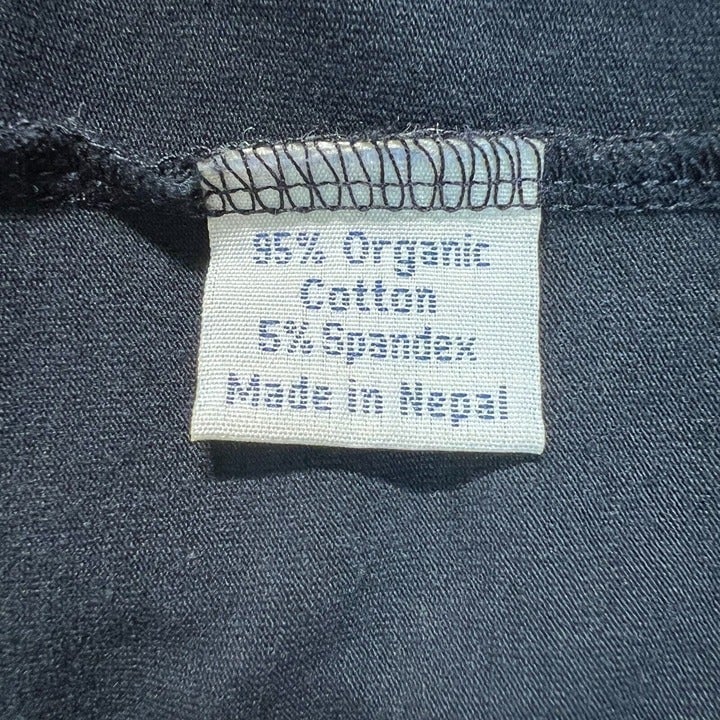 95% Organic
Cotton
5% Spandex
Made in Nepal